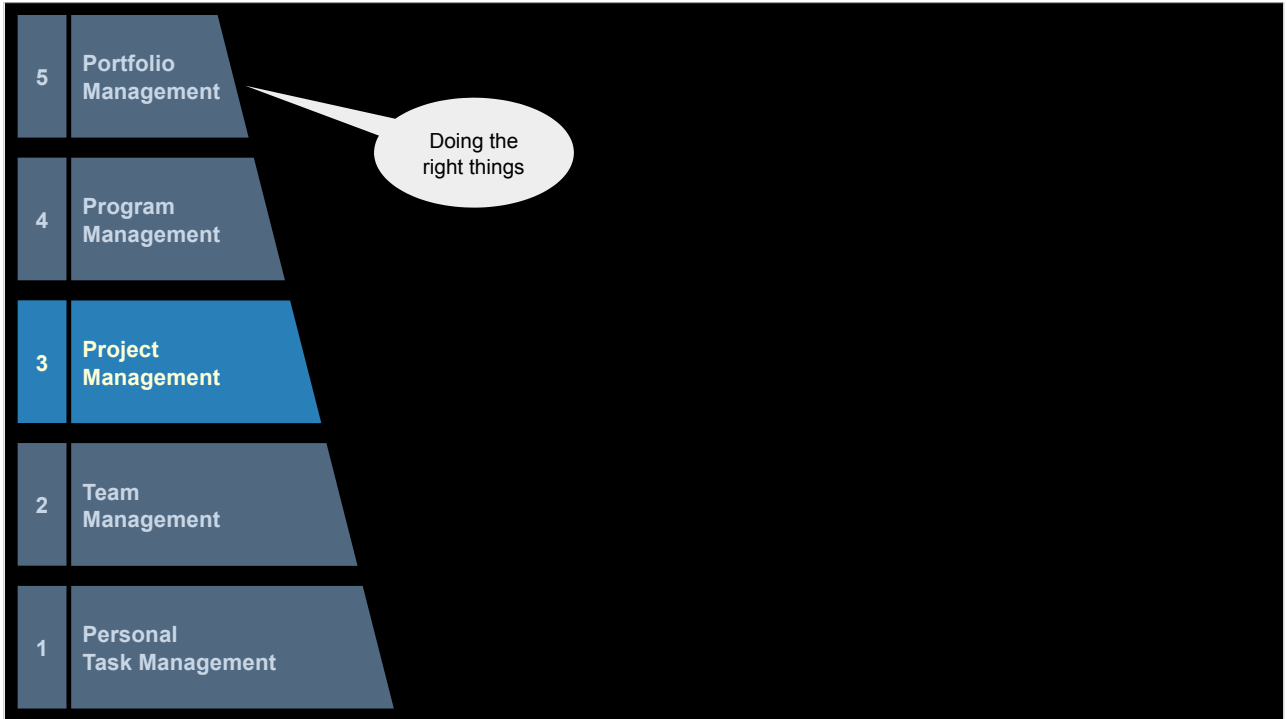 5
Portfolio
Management
Doing the
right things
4
Program
Management
3
Project
Management
2
Team
Management
1
Personal
Task Management